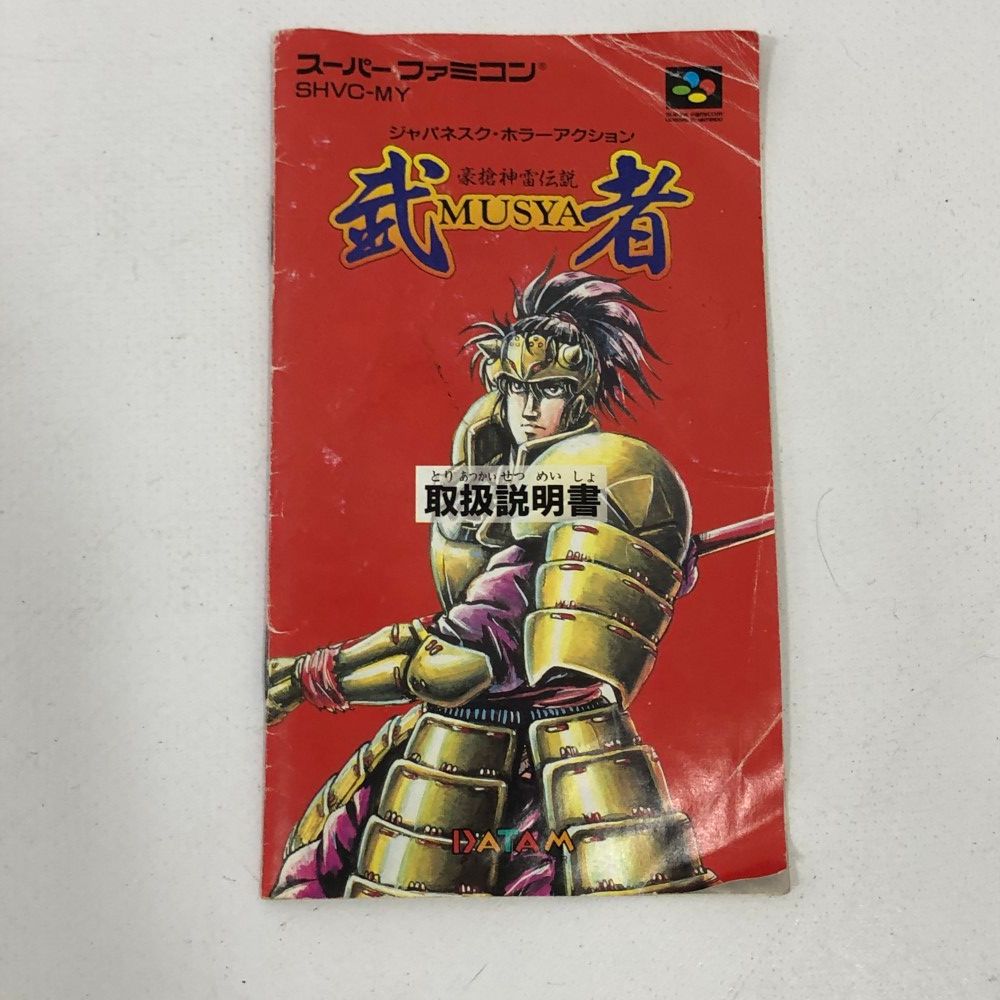 スーパーファミコン®
SHVC-MY
ジャパネスク・ホラーアクション
豪槍神雷伝説
武者
MUSYA
とりあつかいせつめいしょ
取扱説明書
DATAM